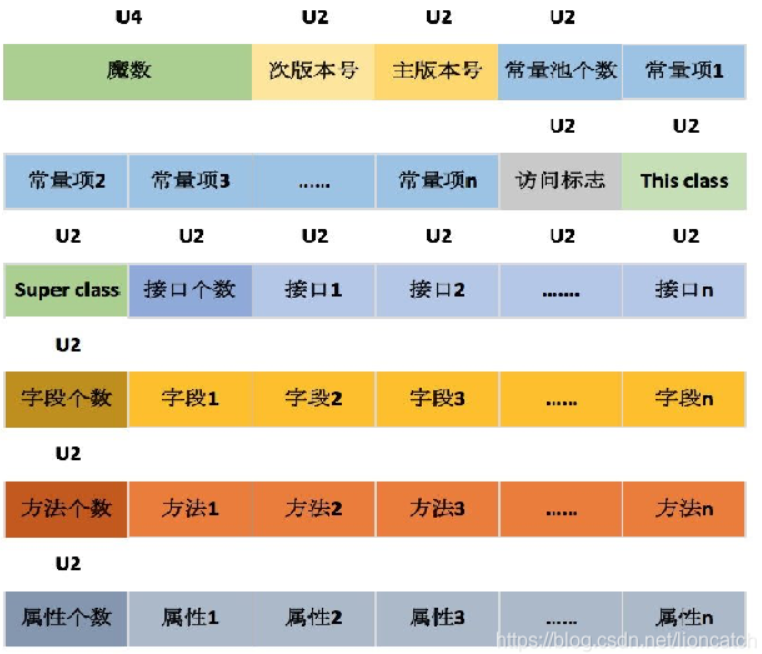 U4 U2 U2 U2
魔数 次版本号 主版本号 常量池个数 常量项1
U2 U2
常量项2 常量项3 ...... 常量项n 访问标志 This class
U2 U2 U2 U2 U2 U2
Super class 接口个数 接口1 接口2 ....... 接口n
U2
字段个数 字段1 字段2 字段3 ...... 字段n
U2
方法个数 方法1 方法2 方法3 ...... 方法n
U2
属性个数 属性1 属性2 属性3 ...... 属性n
https://blog.csdn.net/lioncatch